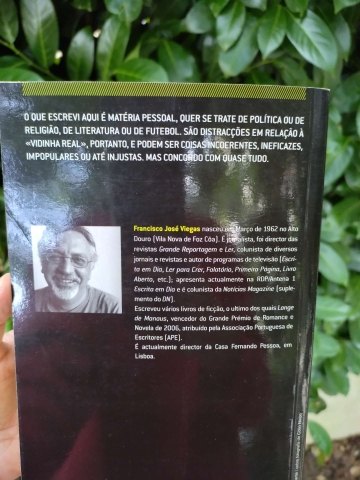 O QUE ESCREVI AQUI É MATÉRIA PESSOAL, QUER SE TRATE DE POLÍTICA OU DE
RELIGIÃO, DE LITERATURA OU DE FUTEBOL. SÃO DISTRACÇÕES EM RELAÇÃO À
«VIDINHA REAL», PORTANTO, E PODEM SER COISAS INCOERENTES, INEFICAZES,
IMPOPULARES OU ATÉ INJUSTAS. MAS CONCORDO COM QUASE TUDO.
Francisco José Viegas nasceu em Março de 1962 no Alto
Douro (Vila Nova de Foz Côa). É jornalista, foi director das
revistas Grande Reportagem e Ler, colunista de diversos
jornais e revistas e autor de programas de televisão (Escri-
ta em Dia, Ler para Crer, Falatório, Primeira Página, Livro
Aberto, etc.); apresenta actualmente na RDP/Antena 1
Escrita em Dia e é colunista da Notícias Magazine (suple-
mento do DN).
Escreveu vários livros de ficção, o último dos quais Longe
de Manaus, vencedor do Grande Prémio de Romance e
Novela de 2006, atribuído pela Associação Portuguesa de
Escritores (APE).
É actualmente director da Casa Fernando Pessoa, em
Lisboa.